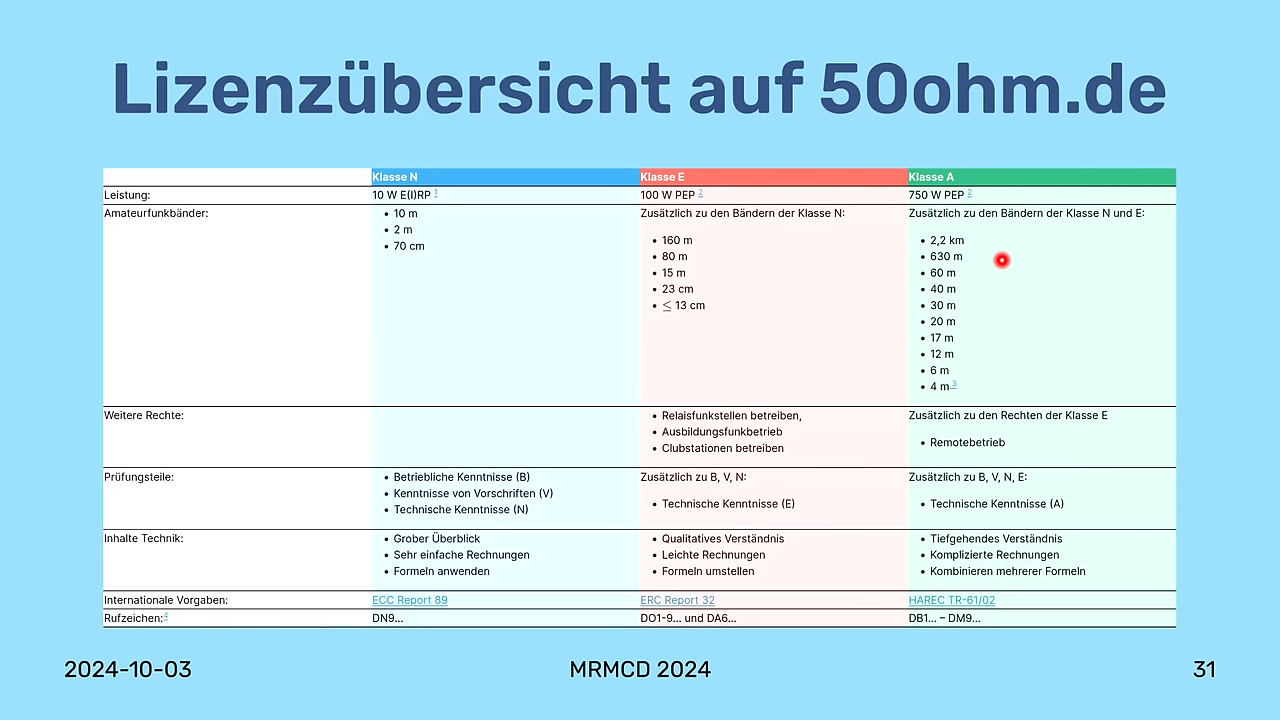 Lizenzübersicht auf 50ohm.de
Klasse N Klasse E Klasse A
Leistung: 10 W E(I)RP 1 100 W PEP 2 750 W PEP 2
Amateurfunkbänder:
• 10 m
• 2 m
• 70 cm
Zusätzlich zu den Bändern der Klasse N:
• 160 m
• 80 m
• 15 m
• 23 cm
• ≤ 13 cm
Zusätzlich zu den Bändern der Klasse N und E:
• 2,2 km
• 630 m
• 60 m
• 40 m
• 30 m
• 20 m
• 17 m
• 12 m
• 6 m
• 4 m 3
Weitere Rechte:
• Relaisfunkstellen betreiben,
• Ausbildungsfunkbetrieb
• Clubstationen betreiben
Zusätzlich zu den Rechten der Klasse E
• Remotebetrieb
Prüfungsteile:
• Betriebliche Kenntnisse (B)
• Kenntnisse von Vorschriften (V)
• Technische Kenntnisse (N)
Zusätzlich zu B, V, N:
• Technische Kenntnisse (E)
Zusätzlich zu B, V, N, E:
• Technische Kenntnisse (A)
Inhalte Technik:
• Grober Überblick
• Sehr einfache Rechnungen
• Formeln anwenden
• Qualitatives Verständnis
• Leichte Rechnungen
• Formeln umstellen
• Tiefgehendes Verständnis
• Komplizierte Rechnungen
• Kombinieren mehrerer Formeln
Internationale Vorgaben: ECC Report 89 ERC Report 32 HAREC TR-61/02
Rufzeichen:4 DN9... DO1-9... und DA6... DB1... – DM9...
2024-10-03 MRMCD 2024 31